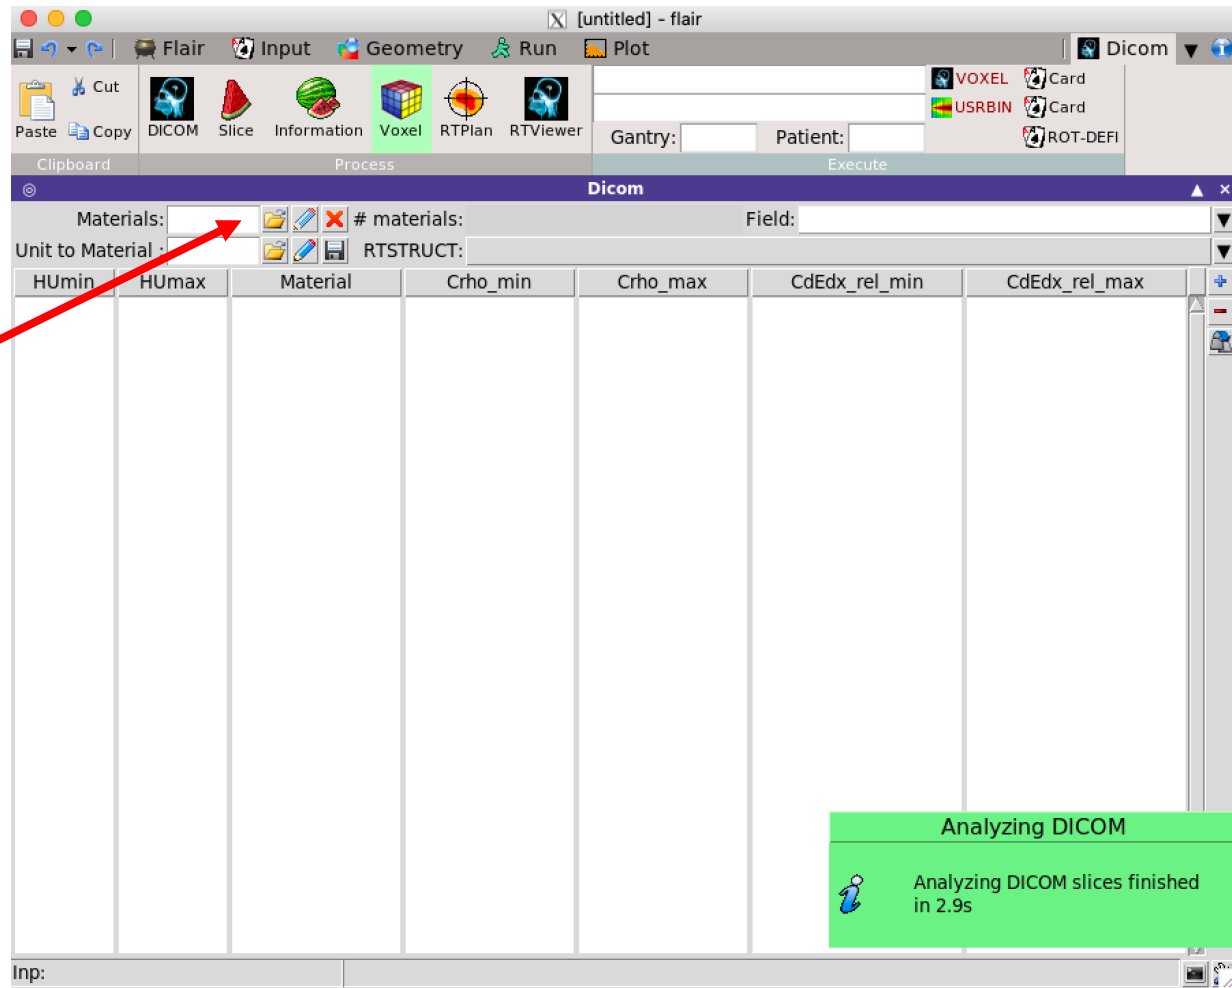 [untitled] - flair
Flair Input Geometry Run Plot Dicom
Cut
Paste Copy DICOM Slice Information Voxel RTPlan RTViewer
VOXEL Card
USRBIN Card
Gantry: Patient: ROT-DEFI
Clipboard Process Execute
Dicom
Materials: # materials: Field:
Unit to Material : RTSTRUCT:
HUmin HUmax Material Crho_min Crho_max CdEdx_rel_min CdEdx_rel_max
Analyzing DICOM
Analyzing DICOM slices finished
in 2.9s
Inp: